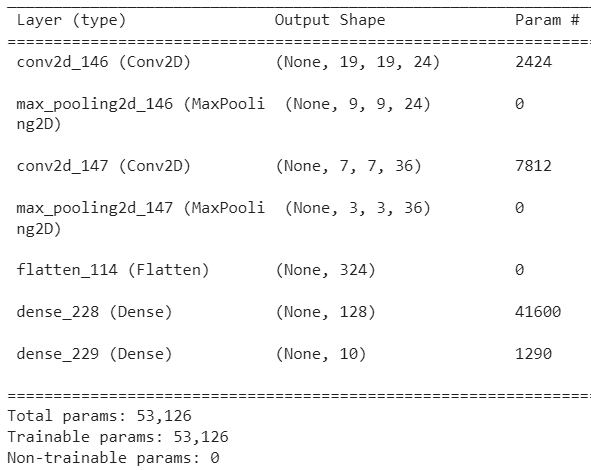 Layer (type) Output Shape Param #
conv2d_146 (Conv2D) (None, 19, 19, 24) 2424
max_pooling2d_146 (MaxPooli (None, 9, 9, 24) 0
ng2D)
conv2d_147 (Conv2D) (None, 7, 7, 36) 7812
max_pooling2d_147 (MaxPooli (None, 3, 3, 36) 0
ng2D)
flatten_114 (Flatten) (None, 324) 0
dense_228 (Dense) (None, 128) 41600
dense_229 (Dense) (None, 10) 1290
Total params: 53,126
Trainable params: 53,126
Non-trainable params: 0